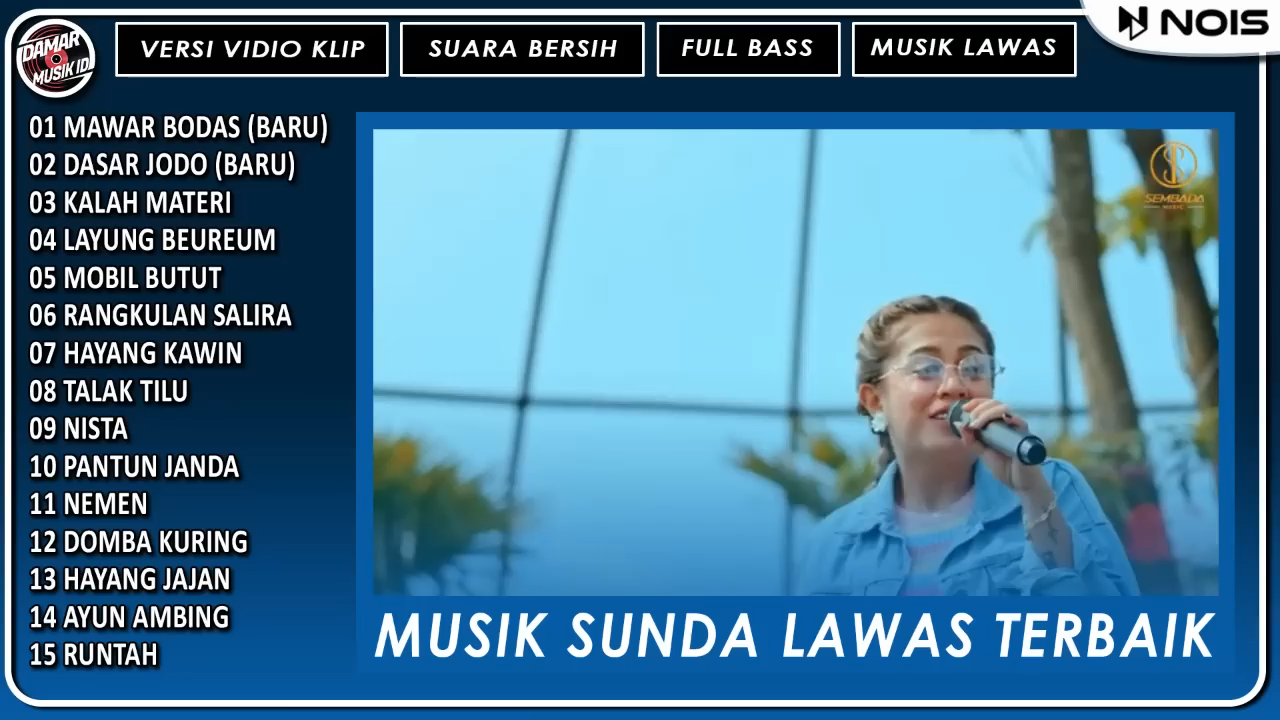 DAMAR
MUSIK ID
VERSI VIDIO KLIP
SUARA BERSIH
FULL BASS
MUSIK LAWAS
NOIS
01 MAWAR BODAS (BARU)
02 DASAR JODO (BARU)
03 KALAH MATERI
04 LAYUNG BEUREUM
05 MOBIL BUTUT
06 RANGKULAN SALIRA
07 HAYANG KAWIN
08 TALAK TILU
09 NISTA
10 PANTUN JANDA
11 NEMEN
12 DOMBA KURING
13 HAYANG JAJAN
14 AYUN AMBING
15 RUNTAH
SEMBADA
MUSIC
MUSIK SUNDA LAWAS TERBAIK